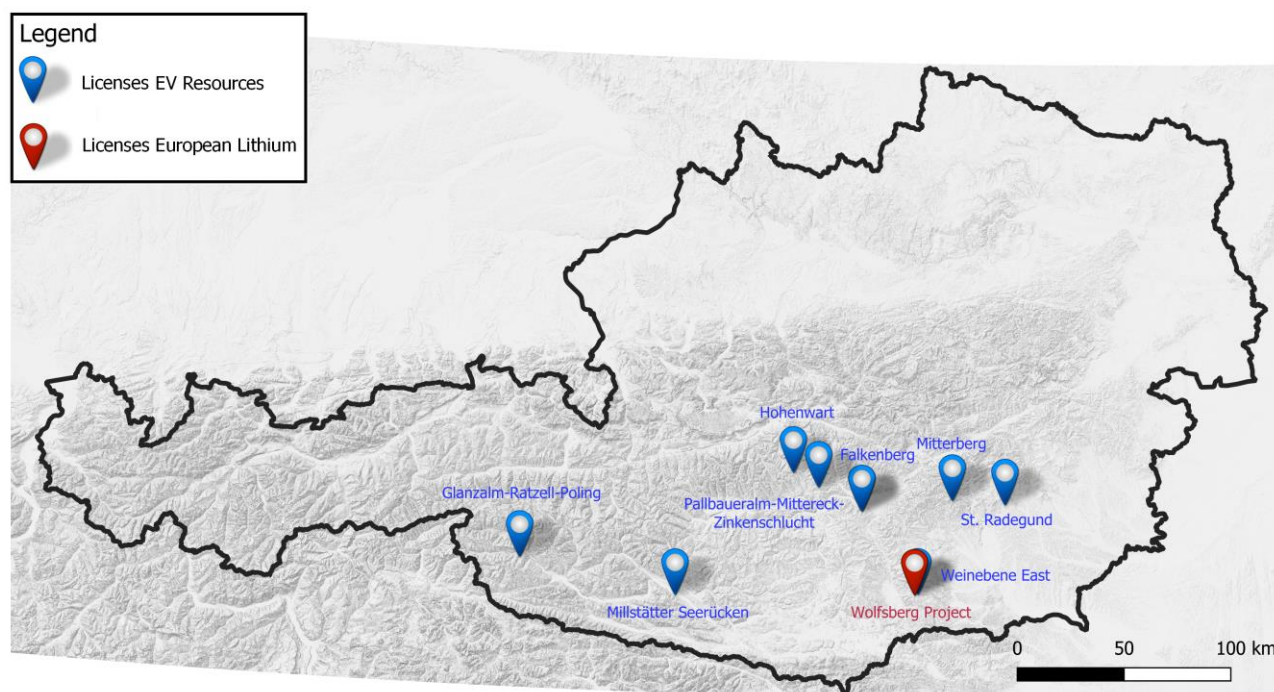 Legend
Licenses EV Resources
Licenses European Lithium
Hohenwart
Falkenberg
Mitterberg
Glanzalm-Ratzell-Poling
Pallbaueralm-Mittereck-
Zinkenschlucht
St. Radegund
Weinebene East
Millstätter Seerücken
Wolfsberg Project
0 50 100 km